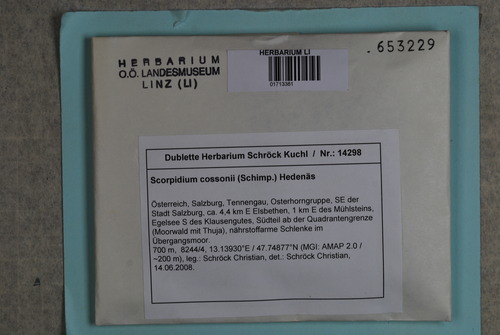 HERBARIUM
O.Ö. LANDESMUSEUM
LINZ (LI)
HERBARIUM LI
01713381
.653229
Dublette Herbarium Schröck Kuchl / Nr.: 14298
Scorpidium cossonii (Schimp.) Hedenäs
Österreich, Salzburg, Tennengau, Osterhorngruppe, SE der
Stadt Salzburg, ca. 4,4 km E Elsbethen, 1 km E des Mühlsteins,
Egelsee S des Klausengutes, Südteil ab der Quadrantengrenze
(Moorwald mit Thuja), nährstoffarme Schlenke im
Übergangsmoor.
700 m, 8244/4, 13.13930°E / 47.74877°N (MGI: AMAP 2.0 /
~200 m), leg.: Schröck Christian, det.: Schröck Christian,
14.06.2008.